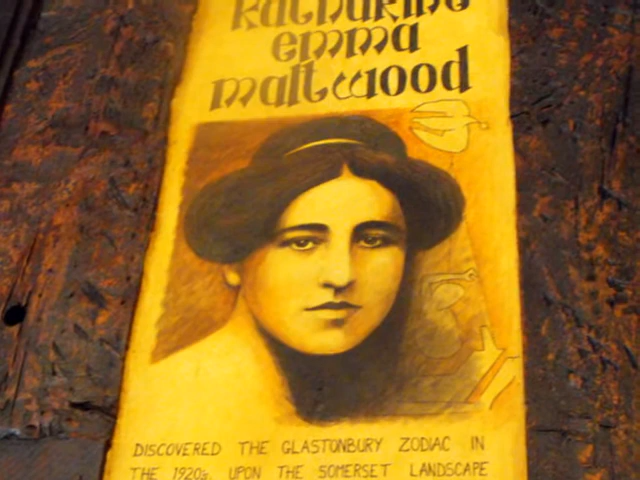 Katharine
emma
maltwood
DISCOVERED THE GLASTONBURY ZODIAC IN
THE 1920s. UPON THE SOMERSET LANDSCAPE